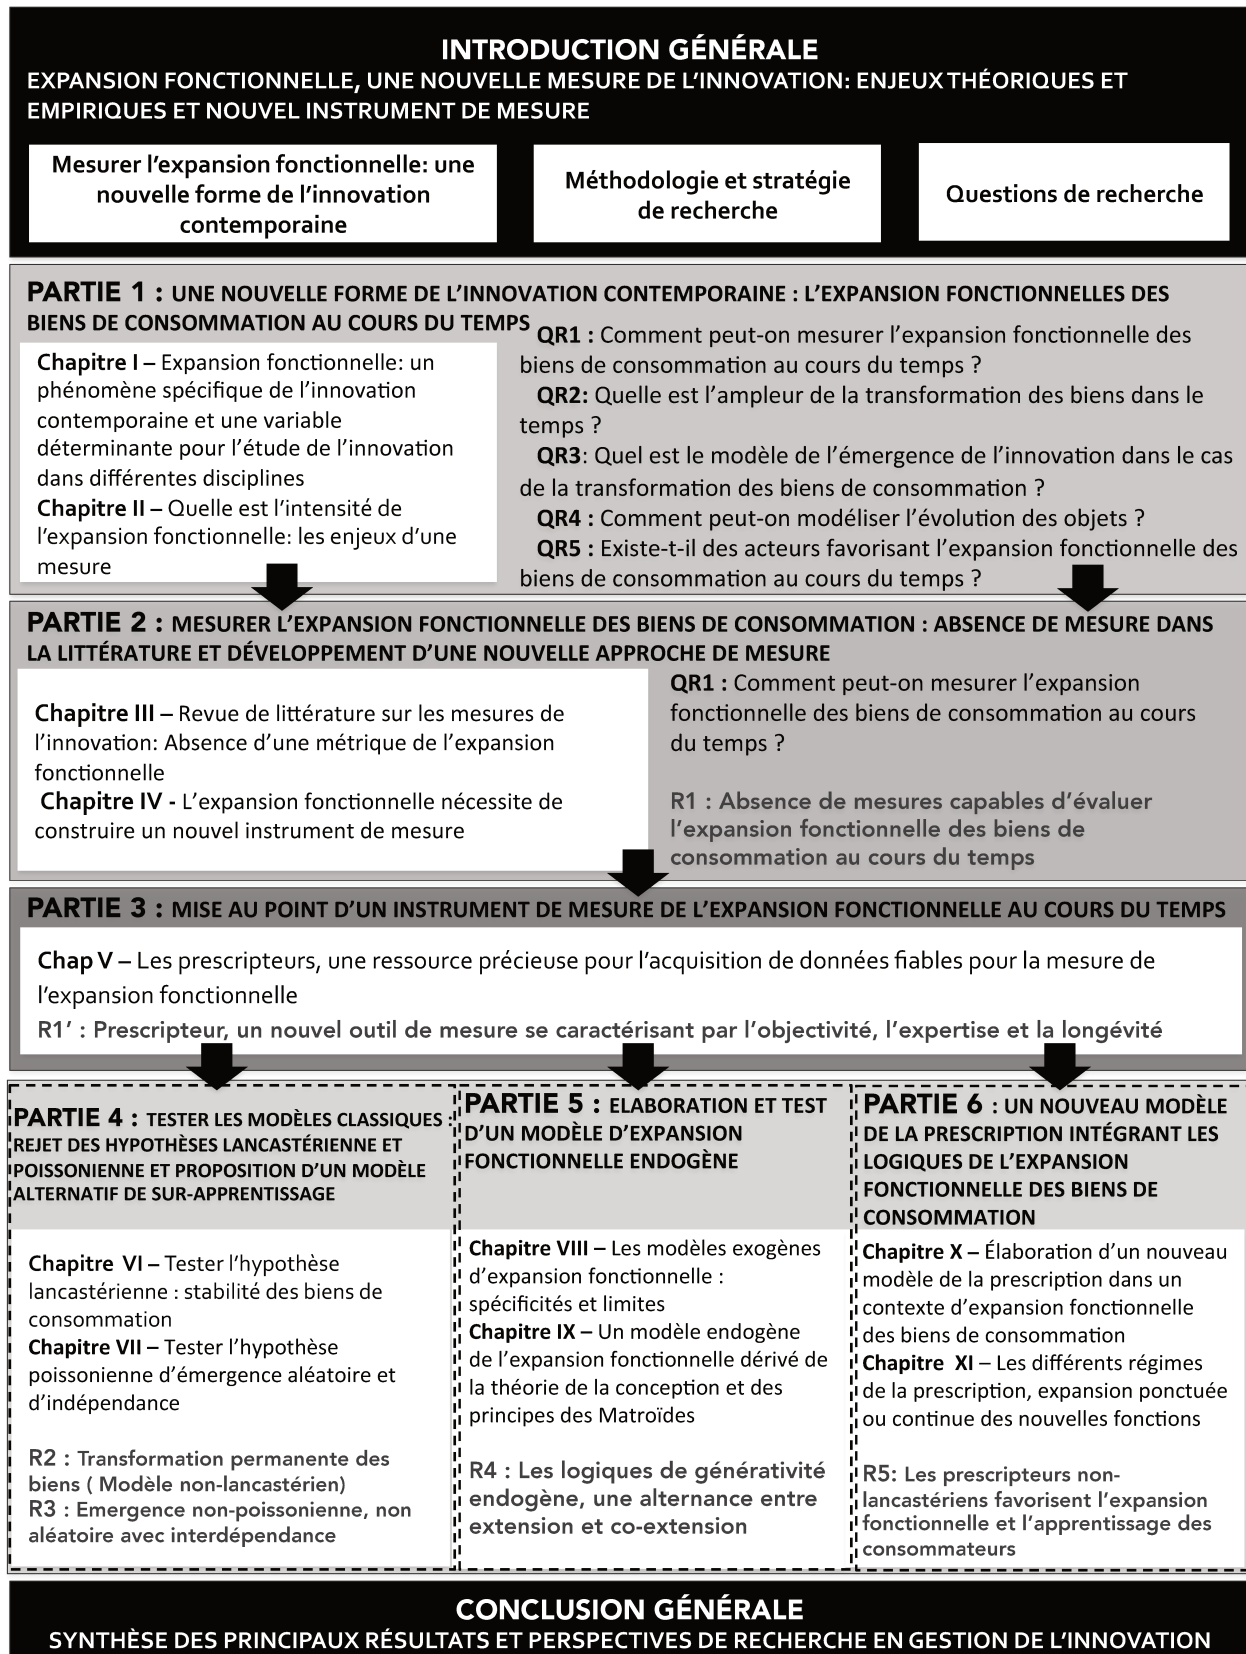 INTRODUCTION GÉNÉRALE
EXPANSION FONCTIONNELLE, UNE NOUVELLE MESURE DE L'INNOVATION: ENJEUX THÉORIQUES ET
EMPIRIQUES ET NOUVEL INSTRUMENT DE MESURE
Mesurer l'expansion fonctionnelle: une
nouvelle forme de l'innovation
contemporaine
Méthodologie et stratégie
de recherche
Questions de recherche
PARTIE 1 : UNE NOUVELLE FORME DE L'INNOVATION CONTEMPORAINE : L'EXPANSION FONCTIONNELLES DES
BIENS DE CONSOMMATION AU COURS DU TEMPS
Chapitre I – Expansion fonctionnelle: un
phénomène spécifique de l'innovation
contemporaine et une variable
déterminante pour l'étude de l'innovation
dans différentes disciplines
Chapitre II – Quelle est l'intensité de
l'expansion fonctionnelle: les enjeux d'une
mesure
QR1 : Comment peut-on mesurer l'expansion fonctionnelle des
biens de consommation au cours du temps ?
QR2: Quelle est l'ampleur de la transformation des biens dans le
temps ?
QR3: Quel est le modèle de l'émergence de l'innovation dans le cas
de la transformation des biens de consommation ?
QR4 : Comment peut-on modéliser l'évolution des objets ?
QR5 : Existe-t-il des acteurs favorisant l'expansion fonctionnelle des
biens de consommation au cours du temps ?
PARTIE 2 : MESURER L'EXPANSION FONCTIONNELLE DES BIENS DE CONSOMMATION : ABSENCE DE MESURE DANS
LA LITTÉRATURE ET DÉVELOPPEMENT D'UNE NOUVELLE APPROCHE DE MESURE
Chapitre III – Revue de littérature sur les mesures de
l'innovation: Absence d'une métrique de l'expansion
fonctionnelle
Chapitre IV - L'expansion fonctionnelle nécessite de
construire un nouvel instrument de mesure
QR1 : Comment peut-on mesurer l'expansion
fonctionnelle des biens de consommation au cours
du temps ?
R1 : Absence de mesures capables d'évaluer
l'expansion fonctionnelle des biens de
consommation au cours du temps
PARTIE 3 : MISE AU POINT D'UN INSTRUMENT DE MESURE DE L'EXPANSION FONCTIONNELLE AU COURS DU TEMPS
Chap V – Les prescripteurs, une ressource précieuse pour l'acquisition de données fiables pour la mesure de
l'expansion fonctionnelle
R1' : Prescripteur, un nouvel outil de mesure se caractérisant par l'objectivité, l'expertise et la longévité
PARTIE 4 : TESTER LES MODÈLES CLASSIQUES :
REJET DES HYPOTHÈSES LANCASTÉRIENNE ET
POISSONIENNE ET PROPOSITION D'UN MODÈLE
ALTERNATIF DE SUR-APPRENTISSAGE
Chapitre VI – Tester l'hypothèse
lancastérienne : stabilité des biens de
consommation
Chapitre VII – Tester l'hypothèse
poissonienne d'émergence aléatoire et
d'indépendance
R2 : Transformation permanente des
biens ( Modèle non-lancastérien)
R3 : Emergence non-poissonienne, non
aléatoire avec interdépendance
PARTIE 5 : ELABORATION ET TEST
D'UN MODÈLE D'EXPANSION
FONCTIONNELLE ENDOGÈNE
Chapitre VIII – Les modèles exogènes
d'expansion fonctionnelle :
spécificités et limites
Chapitre IX – Un modèle endogène
de l'expansion fonctionnelle dérivé de
la théorie de la conception et des
principes des Matroïdes
R4 : Les logiques de générativité
endogène, une alternance entre
extension et co-extension
PARTIE 6 : UN NOUVEAU MODÈLE
DE LA PRESCRIPTION INTÉGRANT LES
LOGIQUES DE L'EXPANSION
FONCTIONNELLE DES BIENS DE
CONSOMMATION
Chapitre X – Élaboration d'un nouveau
modèle de la prescription dans un
contexte d'expansion fonctionnelle
des biens de consommation
Chapitre XI – Les différents régimes
de la prescription, expansion ponctuée
ou continue des nouvelles fonctions
R5: Les prescripteurs non-
lancastériens favorisent l'expansion
fonctionnelle et l'apprentissage des
consommateurs
CONCLUSION GÉNÉRALE
SYNTHÈSE DES PRINCIPAUX RÉSULTATS ET PERSPECTIVES DE RECHERCHE EN GESTION DE L'INNOVATION